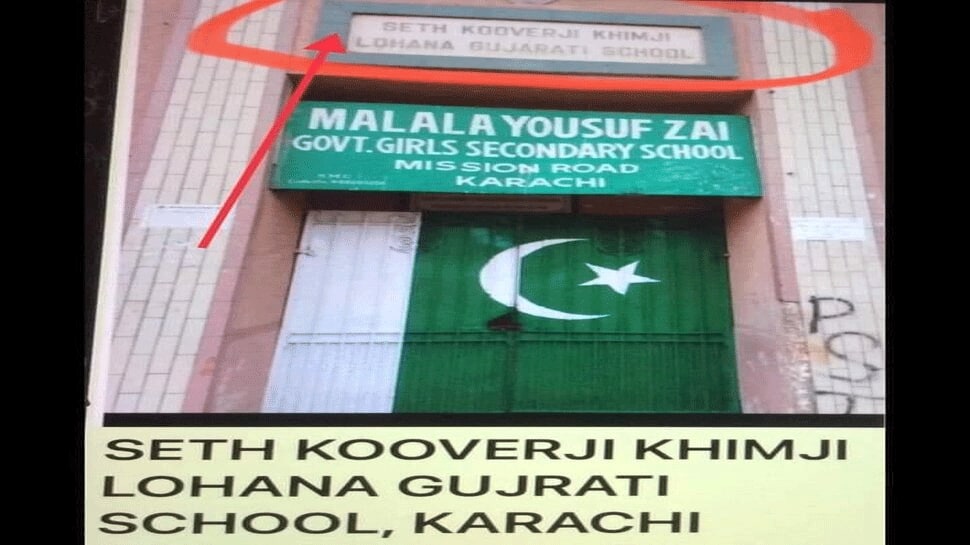 SETH KOOVERJI KHIMJI
LOHANA GUJARATI SCHOOL
MALALA YOUSUF ZAI
GOVT. GIRLS SECONDARY SCHOOL
MISSION ROAD
KARACHI
K.M.C
SETH KOOVERJI KHIMJI
LOHANA GUJRATI
SCHOOL, KARACHI